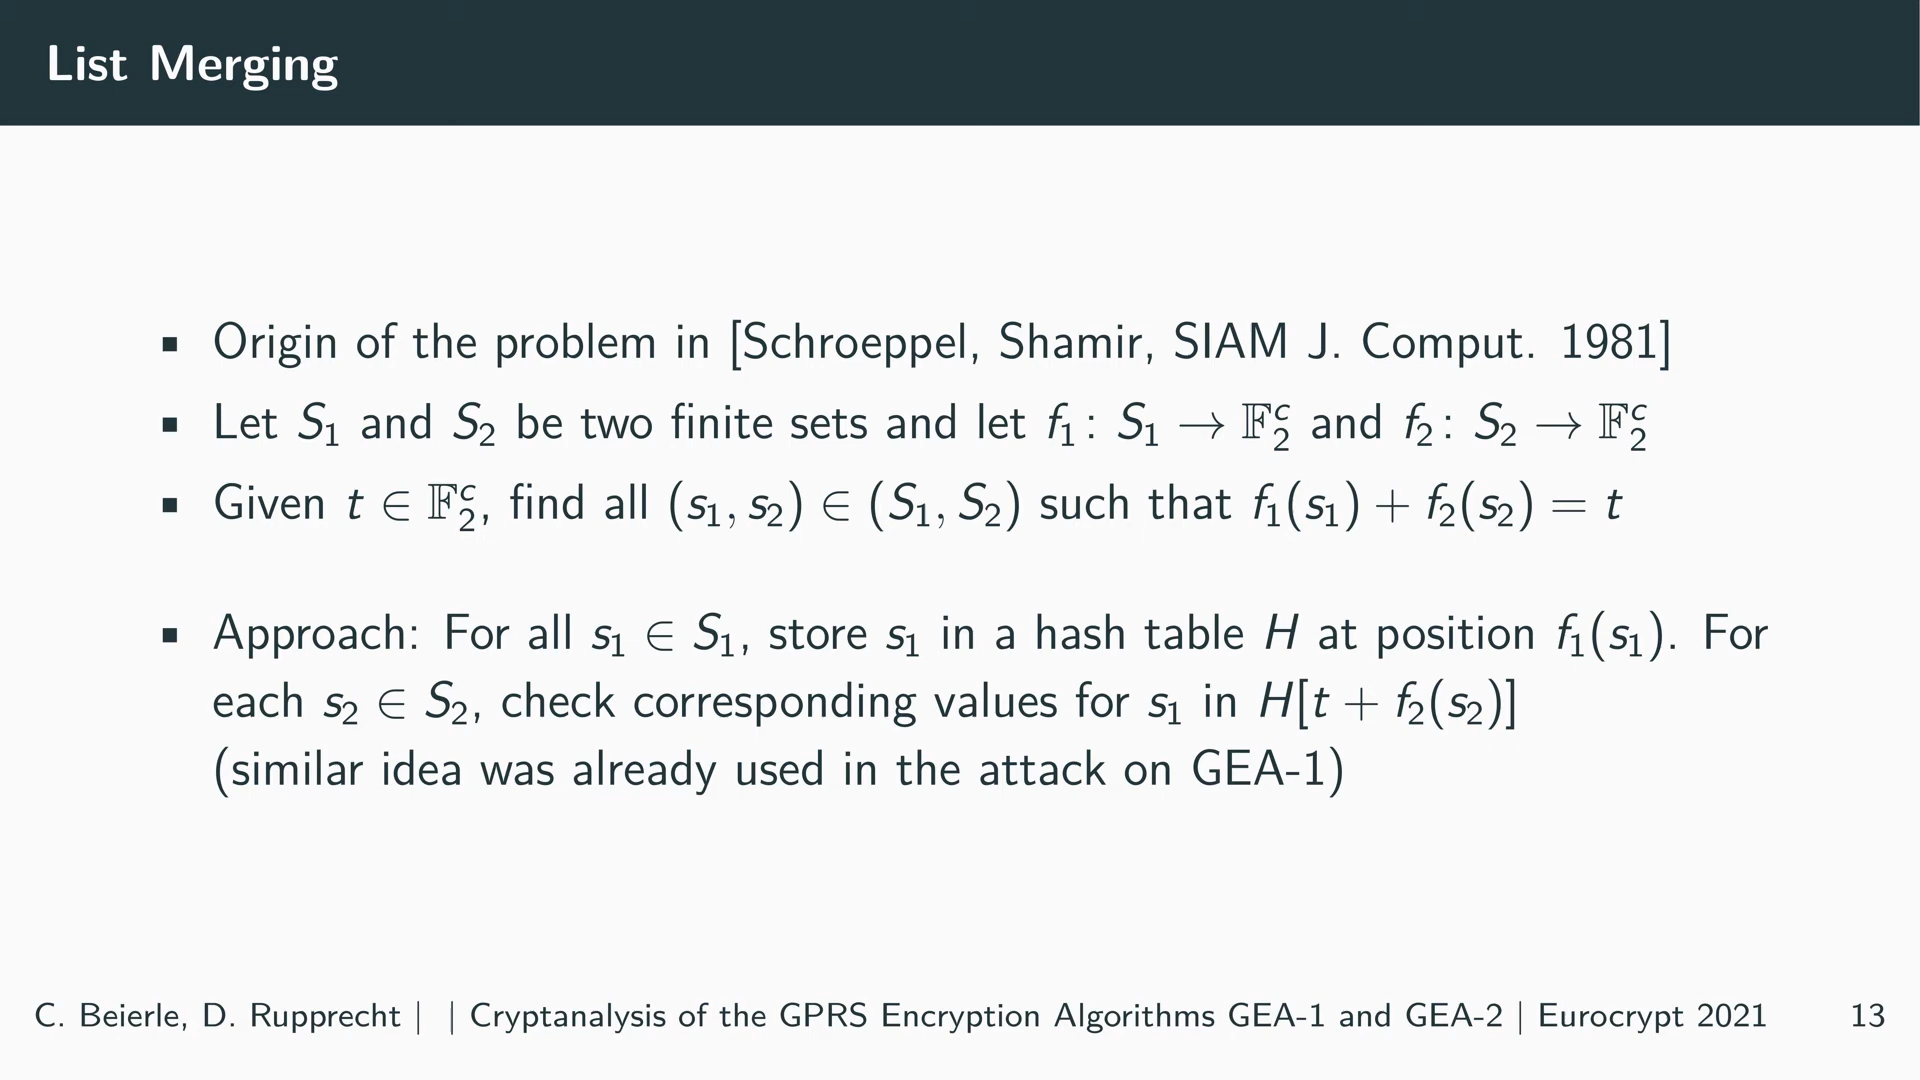 List Merging
▪ Origin of the problem in [Schroeppel, Shamir, SIAM J. Comput. 1981]
▪ Let S₁ and S₂ be two finite sets and let f₁: S₁ → 𝔽₂ᶜ and f₂: S₂ → 𝔽₂ᶜ
▪ Given t ∈ 𝔽₂ᶜ, find all (s₁, s₂) ∈ (S₁, S₂) such that f₁(s₁) + f₂(s₂) = t
▪ Approach: For all s₁ ∈ S₁, store s₁ in a hash table H at position f₁(s₁). For
each s₂ ∈ S₂, check corresponding values for s₁ in H[t + f₂(s₂)]
(similar idea was already used in the attack on GEA-1)
C. Beierle, D. Rupprecht | | Cryptanalysis of the GPRS Encryption Algorithms GEA-1 and GEA-2 | Eurocrypt 2021 13